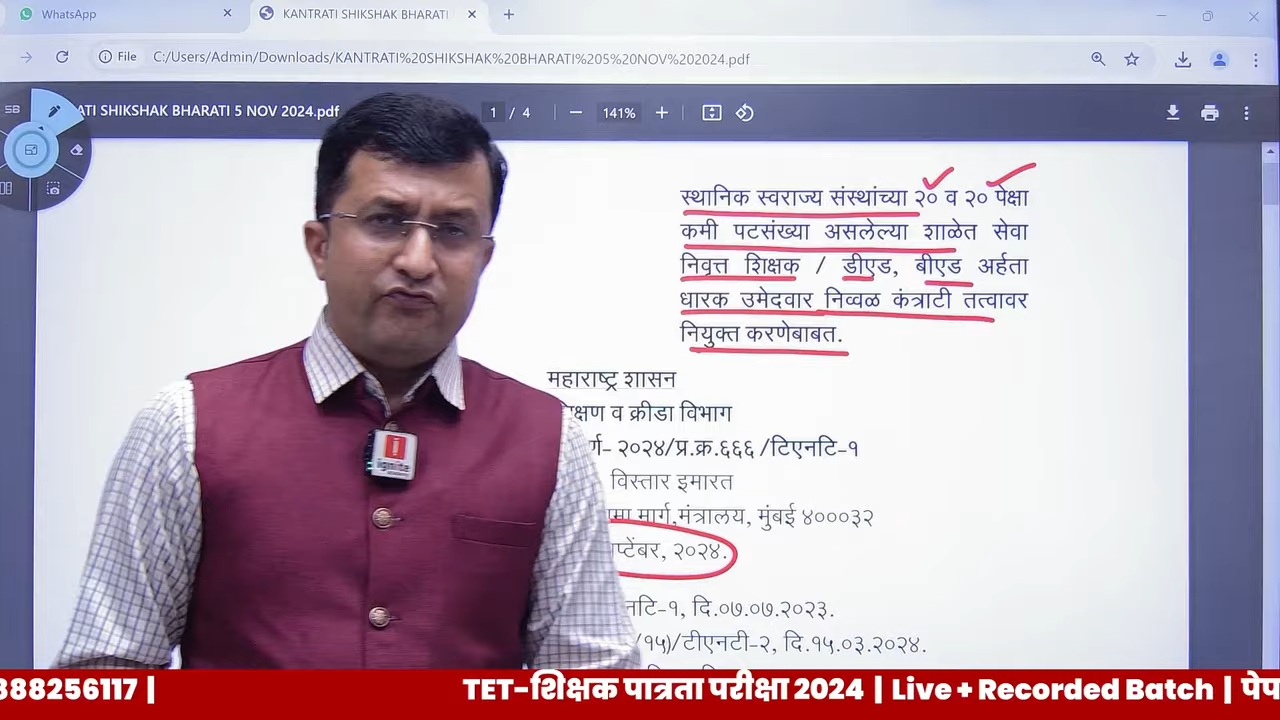 WhatsApp
KANTRATI SHIKSHAK BHARATI
File C:/Users/Admin/Downloads/KANTRATI%20SHIKSHAK%20BHARATI%205%20NOV%202024.pdf
ATI SHIKSHAK BHARATI 5 NOV 2024.pdf
1 / 4
141%
SB
स्थानिक स्वराज्य संस्थांच्या २० व २० पेक्षा
कमी पटसंख्या असलेल्या शाळेत सेवा
निवृत्त शिक्षक / डीएड, बीएड अर्हता
धारक उमेदवार निव्वळ कंत्राटी तत्वावर
नियुक्त करणेबाबत.
महाराष्ट्र शासन
क्षण व क्रीडा विभाग
र्ण- २०२४/प्र.क्र.६६६ /टिएनटि-१
विस्तार इमारत
मार्ग,मंत्रालय, मुंबई ४०००३२
प्टेंबर, २०२४.
नटि-१, दि.०७.०७.२०२३.
/१५)/टीएनटी-२, दि.१५.०३.२०२४.
ignite
888256117 | TET-शिक्षक पात्रता परीक्षा 2024 | Live + Recorded Batch | पेप